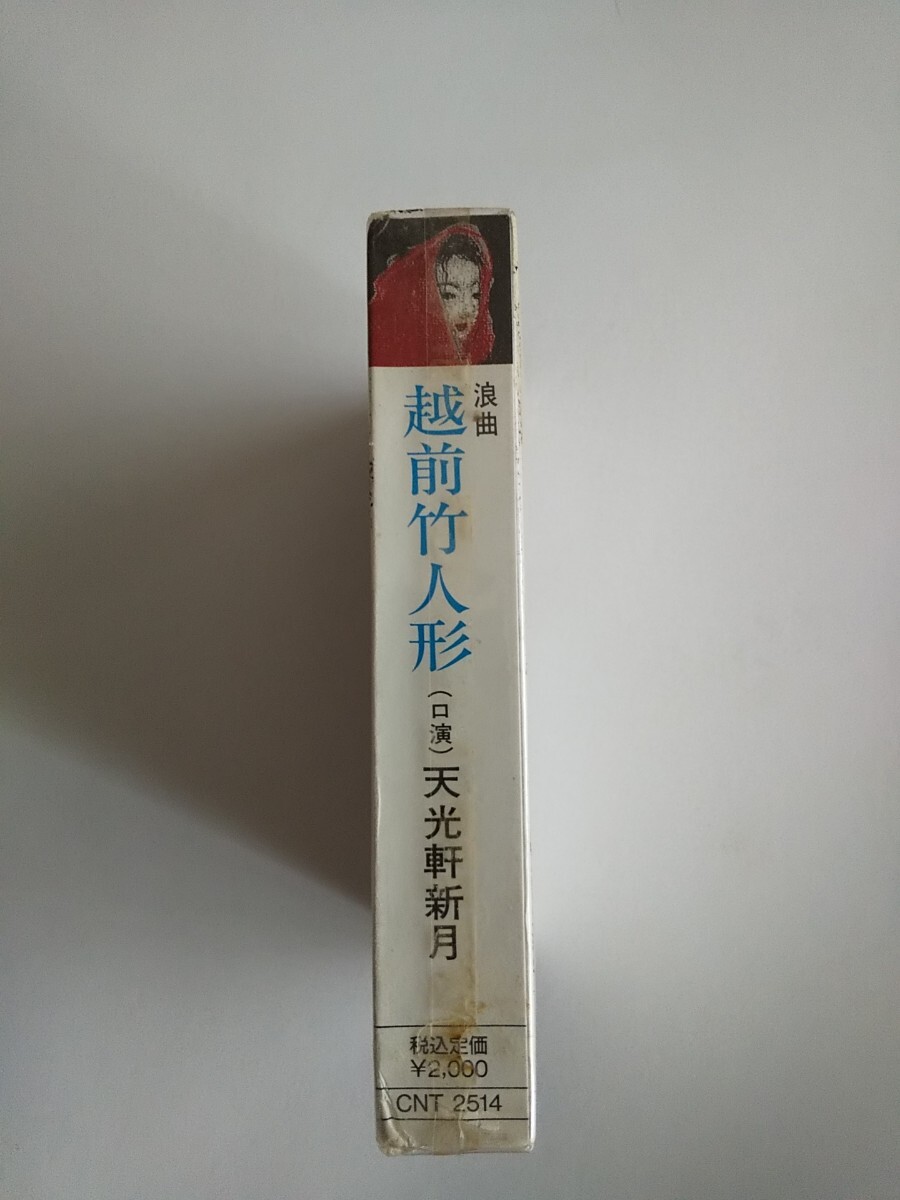 浪曲
越前竹人形
（口演）天光軒新月
税込定価
¥2,000
CNT 2514